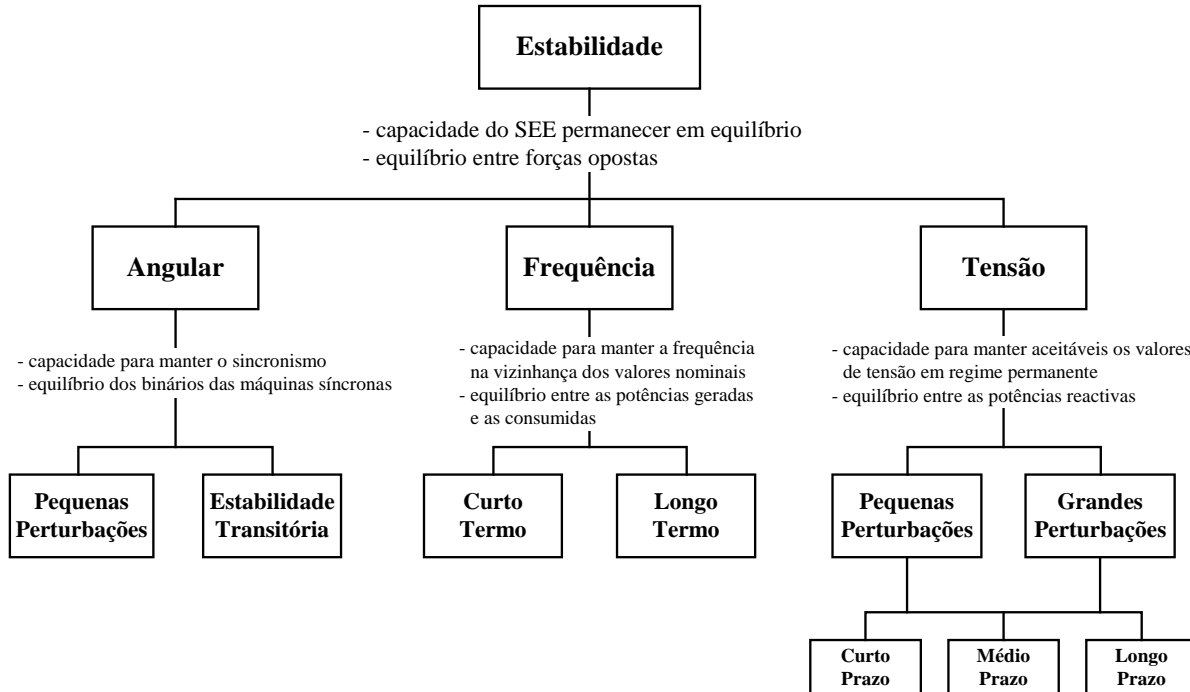 Estabilidade
- capacidade do SEE permanecer em equilíbrio
- equilíbrio entre forças opostas
Angular
Frequência
Tensão
- capacidade para manter o sincronismo
- equilíbrio dos binários das máquinas síncronas
- capacidade para manter a frequência
na vizinhança dos valores nominais
- equilíbrio entre as potências geradas
e as consumidas
- capacidade para manter aceitáveis os valores
de tensão em regime permanente
- equilíbrio entre as potências reactivas
Pequenas
Perturbações
Estabilidade
Transitória
Curto
Termo
Longo
Termo
Pequenas
Perturbações
Grandes
Perturbações
Curto
Prazo
Médio
Prazo
Longo
Prazo